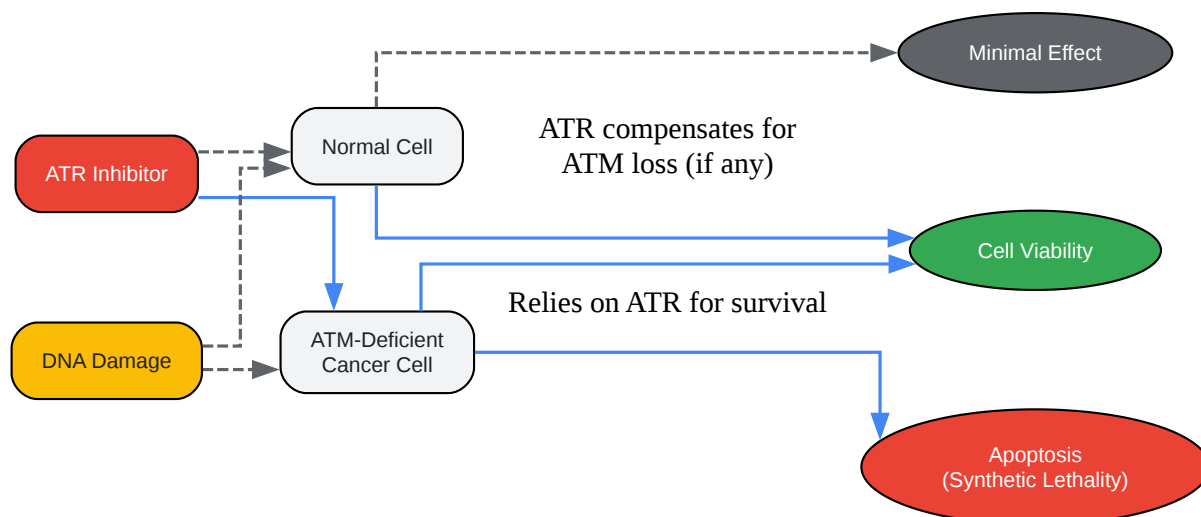 Minimal Effect
Normal Cell
ATR compensates for
ATM loss (if any)
ATR Inhibitor
Cell Viability
Relies on ATR for survival
DNA Damage
ATM-Deficient
Cancer Cell
Apoptosis
(Synthetic Lethality)